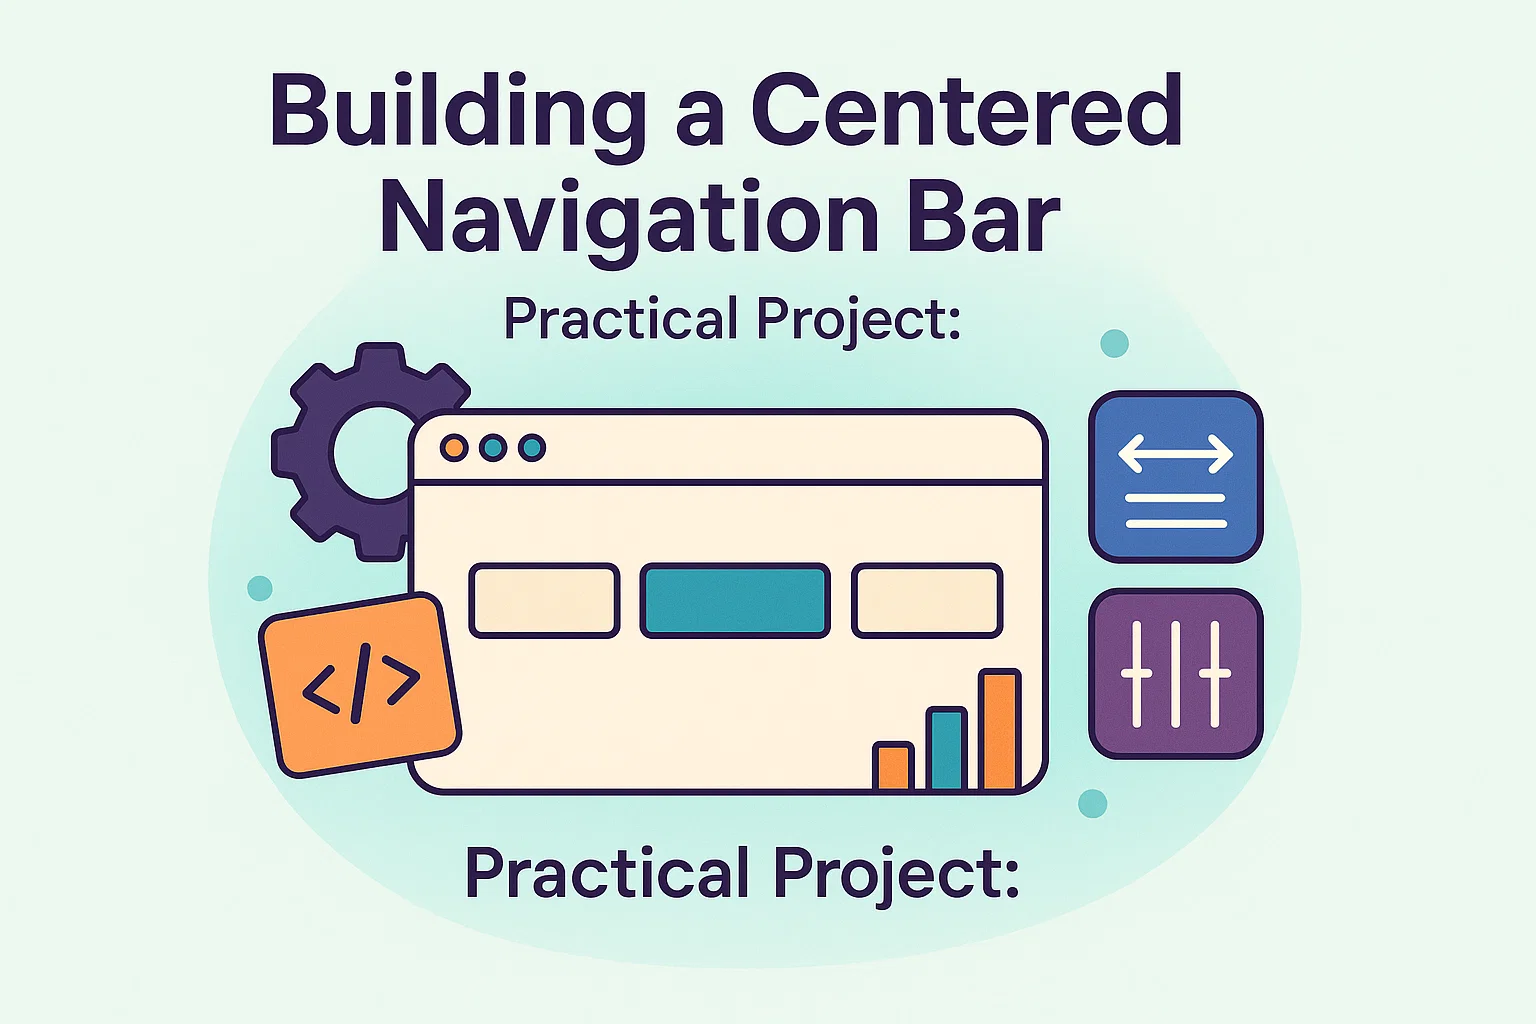 Building a Centered
Navigation Bar
Practical Project:
</>
Practical Project: